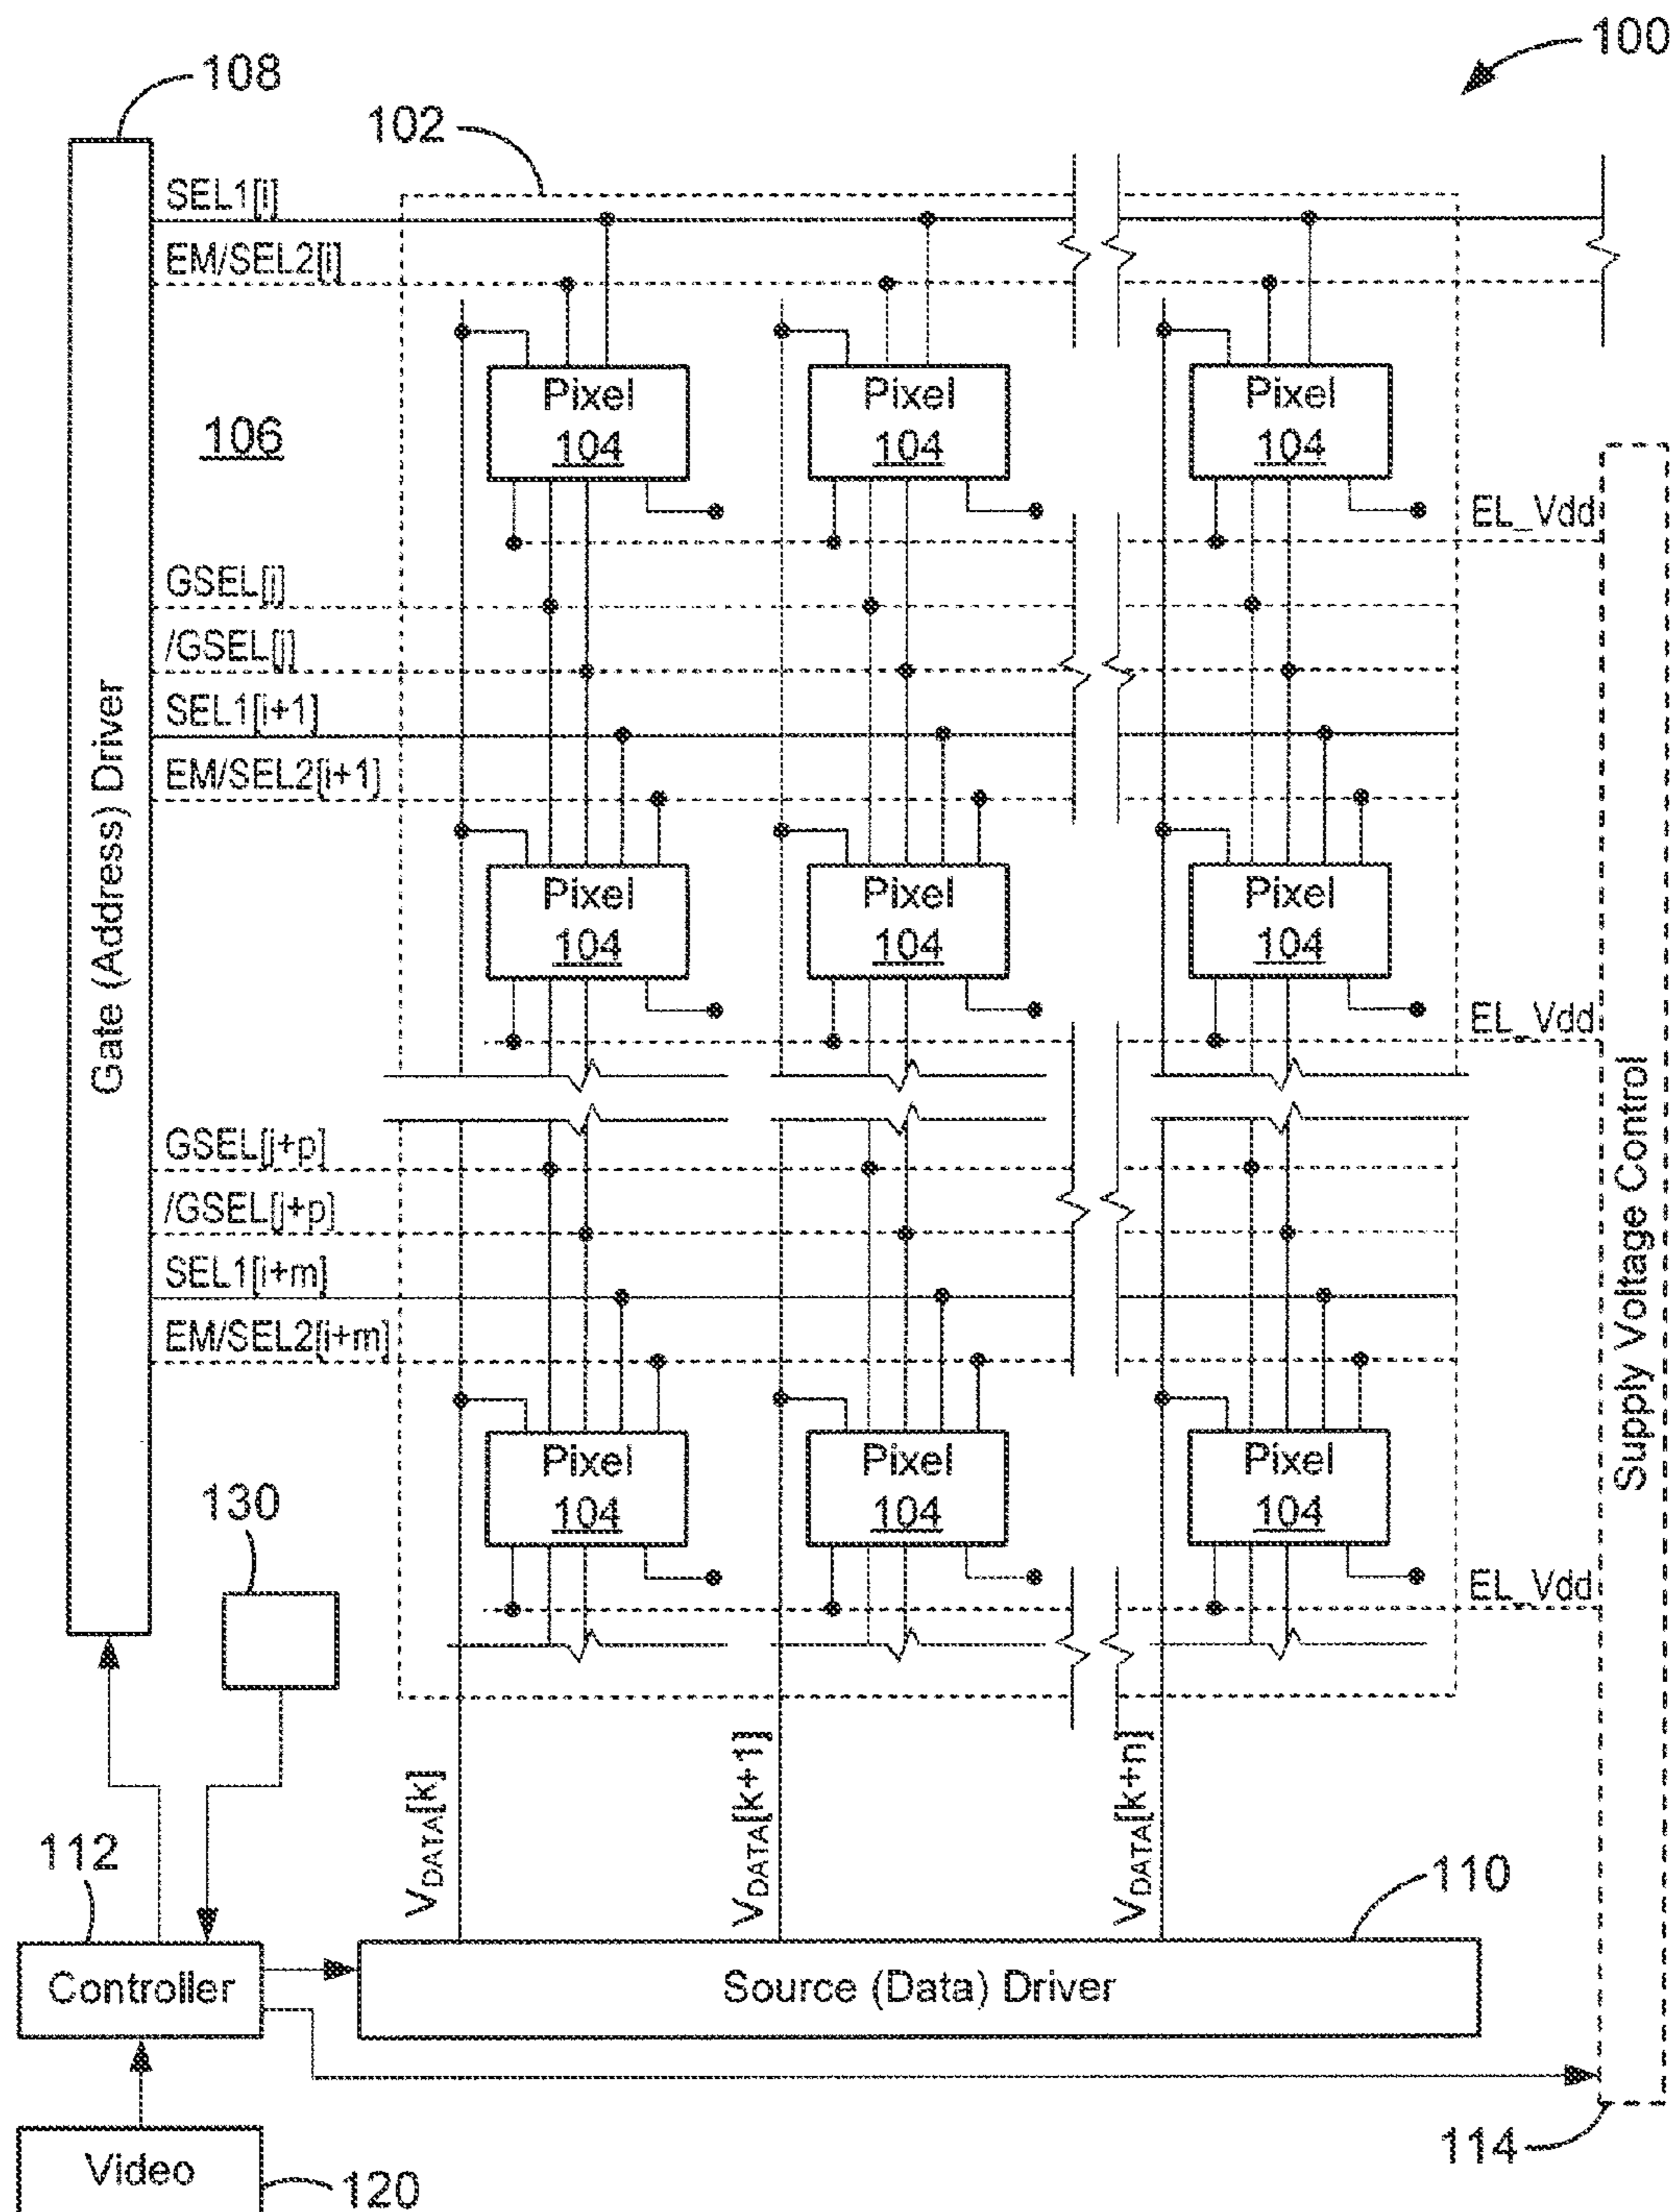 100
108
102
SEL1[i]
EM/SEL2[i]
Pixel
104
Pixel
104
Pixel
104
106
EL_Vdd
GSEL[j]
/GSEL[j]
SEL1[i+1]
EM/SEL2[i+1]
Gate (Address) Driver
Pixel
104
Pixel
104
Pixel
104
EL_Vdd
Supply Voltage Control
GSEL[j+p]
/GSEL[j+p]
SEL1[i+m]
EM/SEL2[i+m]
Pixel
104
Pixel
104
Pixel
104
130
EL_Vdd
VDATA[k]
VDATA[k+1]
VDATA[k+n]
112
110
Controller
Source (Data) Driver
114
Video
120